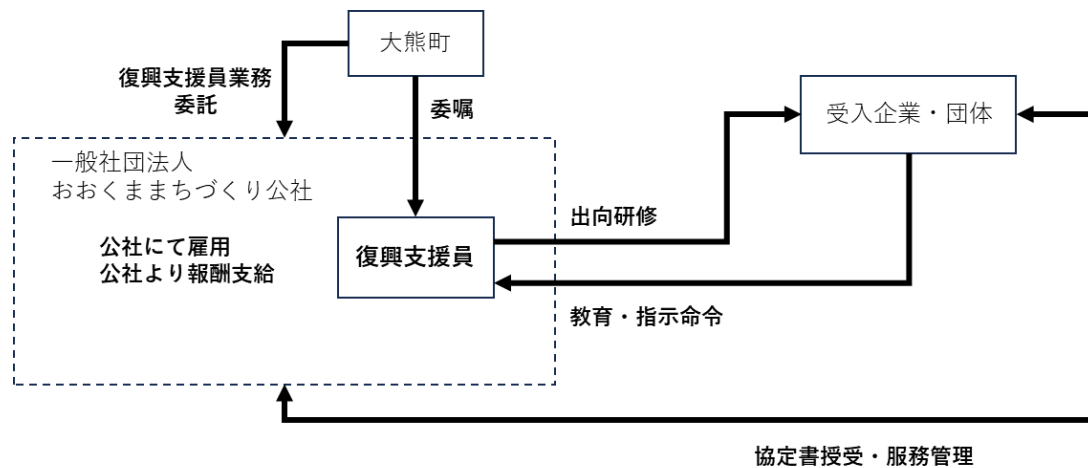 大熊町
復興支援員業務
委託
委嘱
受入企業・団体
一般社団法人
おおくままちづくり公社
公社にて雇用
公社より報酬支給
復興支援員
出向研修
教育・指示命令
協定書授受・服務管理